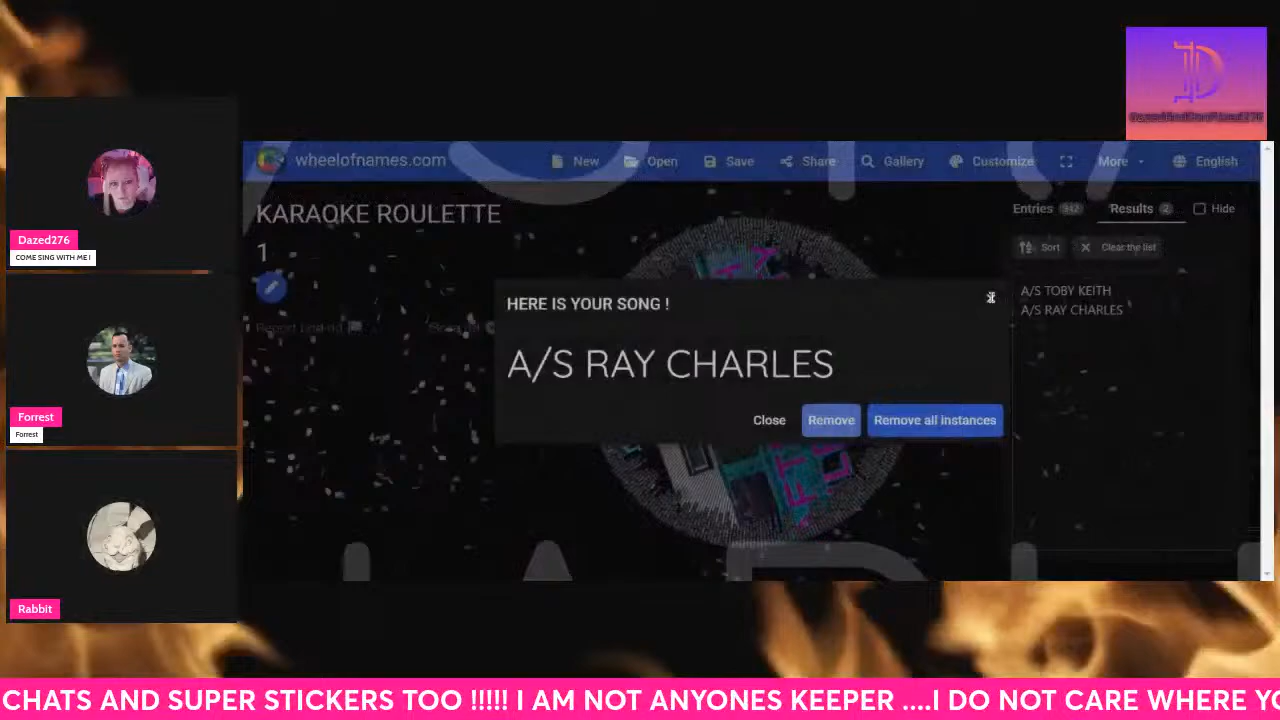 wheelofnames.com
New
Open
Save
Share
Gallery
Customize
More
English
KARAOKE ROULETTE
1
Entries 942
Results 2
Hide
Sort
Clear the list
A/S TOBY KEITH
A/S RAY CHARLES
HERE IS YOUR SONG !
A/S RAY CHARLES
Close
Remove
Remove all instances
Dazed276
COME SING WITH ME !
Forrest
Forrest
Rabbit
CHATS AND SUPER STICKERS TOO !!!!! I AM NOT ANYONES KEEPER ....I DO NOT CARE WHERE